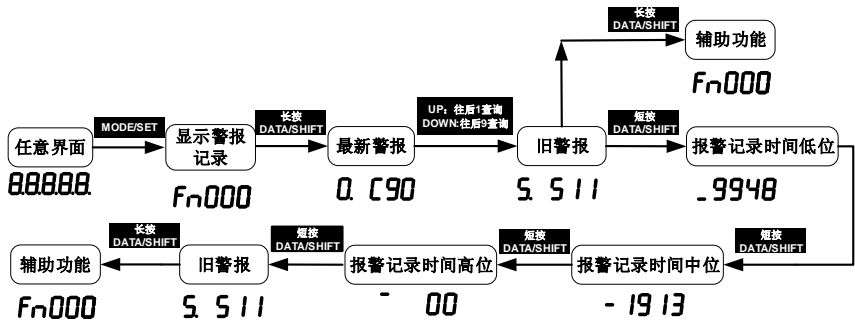 长按
DATA/SHIFT
辅助功能
Fn000
任意界面
8.8.8.8.8.
MODE/SET
显示警报
记录
Fn000
长按
DATA/SHIFT
最新警报
0. C90
UP：往后1查询
DOWN:往后9查询
旧警报
5. 511
短按
DATA/SHIFT
报警记录时间低位
_9948
短按
DATA/SHIFT
报警记录时间中位
- 1913
短按
DATA/SHIFT
报警记录时间高位
¯ 00
短按
DATA/SHIFT
旧警报
5. 511
长按
DATA/SHIFT
辅助功能
Fn000